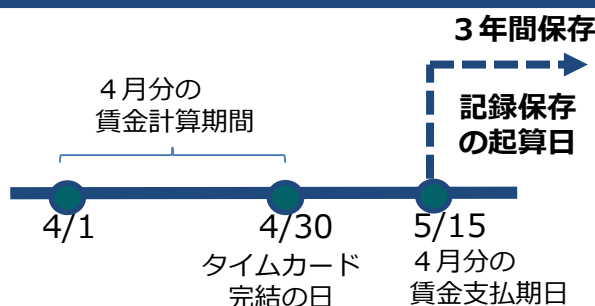 ３年間保存
４月分の
賃金計算期間
記録保存
の起算日
4/1
4/30
5/15
タイムカード
完結の日
４月分の
賃金支払期日